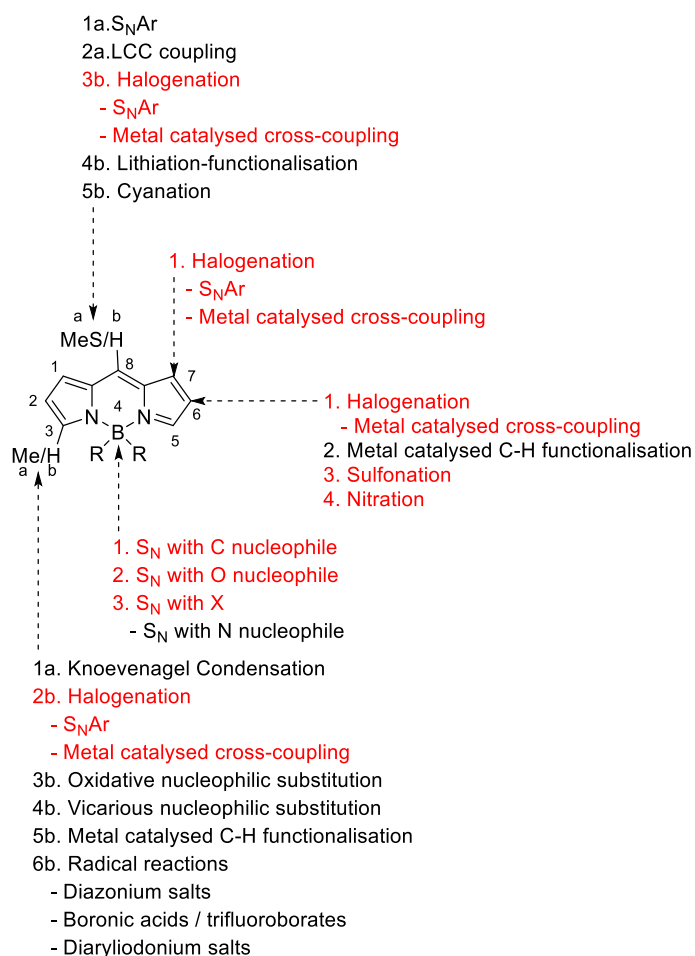 1a.SNAr
2a.LCC coupling
3b. Halogenation
- SNAr
- Metal catalysed cross-coupling
4b. Lithiation-functionalisation
5b. Cyanation
1. Halogenation
- SNAr
- Metal catalysed cross-coupling
a b
MeS/H
8
1
7
2
4
6
N N
3
5
B
Me/H
R R
a b
1. Halogenation
- Metal catalysed cross-coupling
2. Metal catalysed C-H functionalisation
3. Sulfonation
4. Nitration
1. SN with C nucleophile
2. SN with O nucleophile
3. SN with X
- SN with N nucleophile
1a. Knoevenagel Condensation
2b. Halogenation
- SNAr
- Metal catalysed cross-coupling
3b. Oxidative nucleophilic substitution
4b. Vicarious nucleophilic substitution
5b. Metal catalysed C-H functionalisation
6b. Radical reactions
- Diazonium salts
- Boronic acids / trifluoroborates
- Diaryliodonium salts